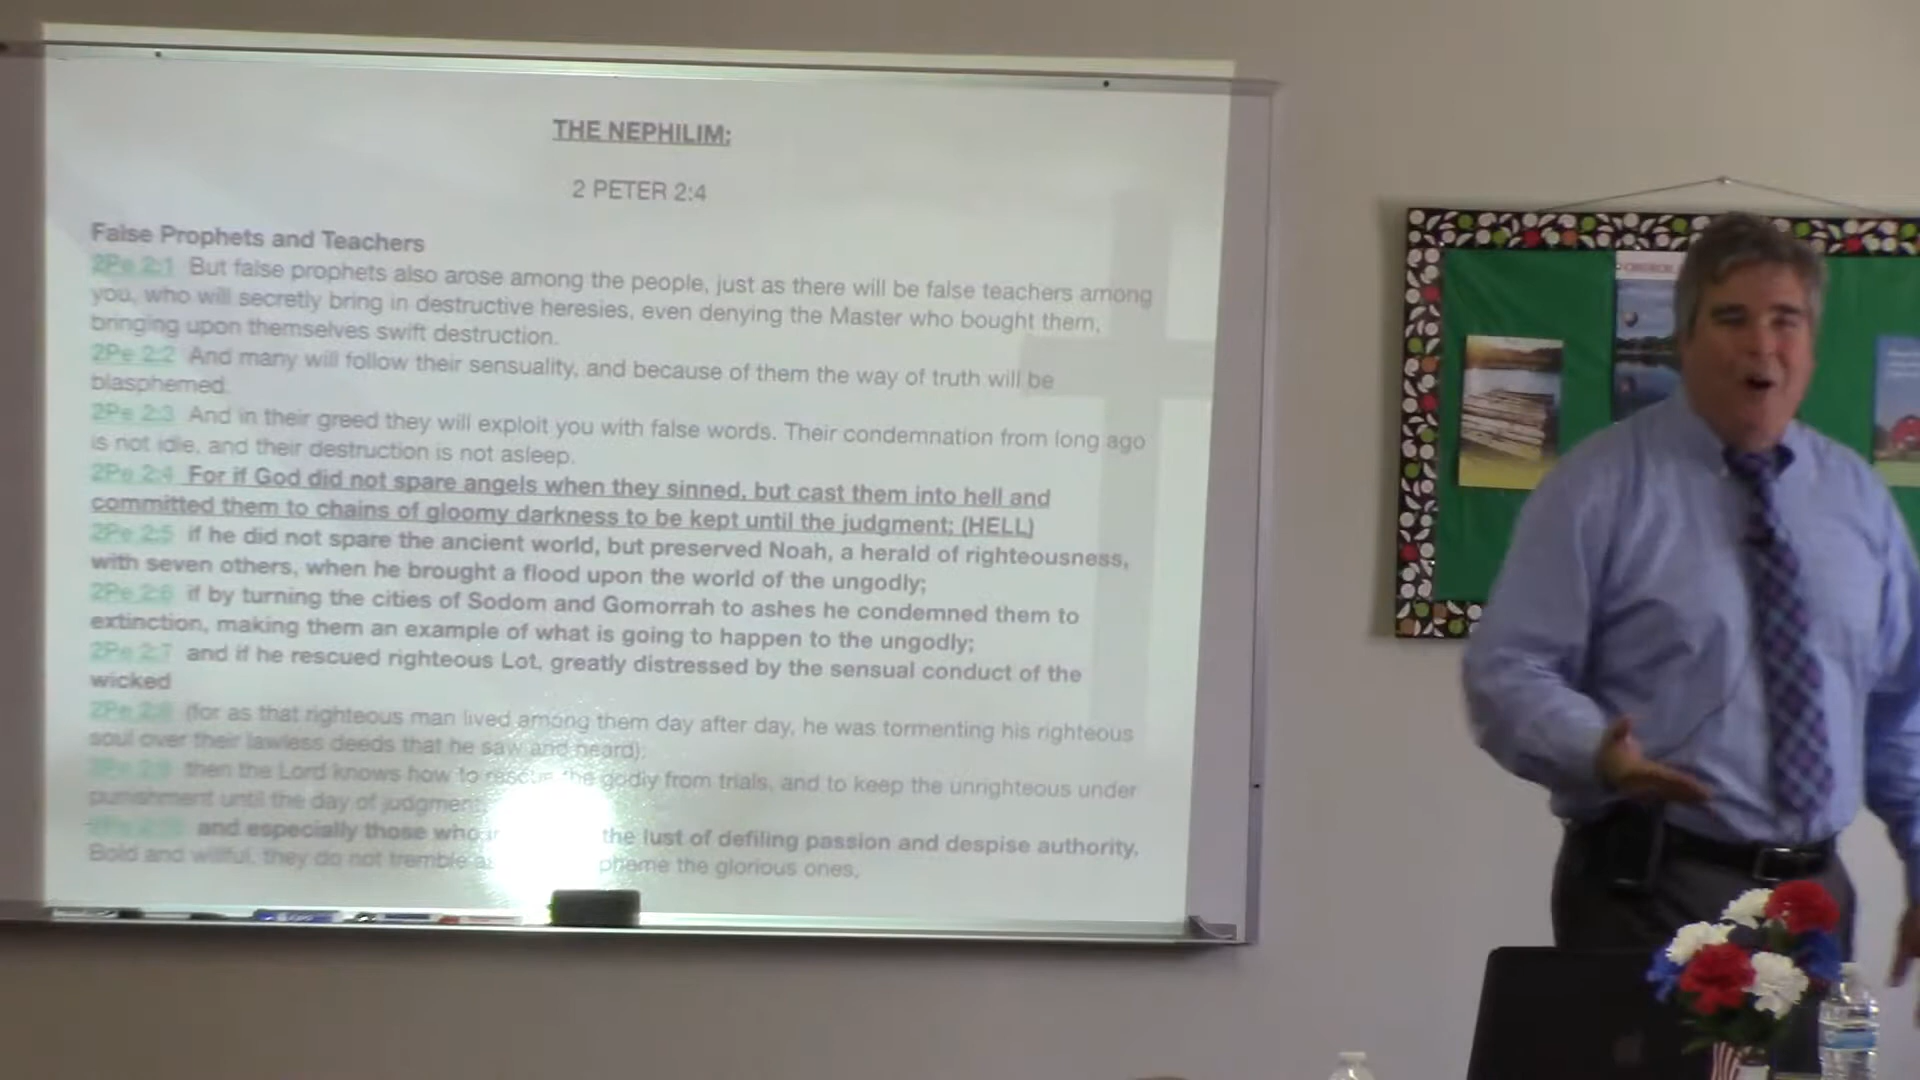 THE NEPHILIM:
2 PETER 2:4
False Prophets and Teachers
2Pe 2:1 But false prophets also arose among the people, just as there will be false teachers among
you, who will secretly bring in destructive heresies, even denying the Master who bought them,
bringing upon themselves swift destruction.
2Pe 2:2 And many will follow their sensuality, and because of them the way of truth will be
blasphemed.
2Pe 2:3 And in their greed they will exploit you with false words. Their condemnation from long ago
is not idle, and their destruction is not asleep.
2Pe 2:4 For if God did not spare angels when they sinned, but cast them into hell and
committed them to chains of gloomy darkness to be kept until the judgment; (HELL)
2Pe 2:5 if he did not spare the ancient world, but preserved Noah, a herald of righteousness,
with seven others, when he brought a flood upon the world of the ungodly;
2Pe 2:6 if by turning the cities of Sodom and Gomorrah to ashes he condemned them to
extinction, making them an example of what is going to happen to the ungodly;
2Pe 2:7 and if he rescued righteous Lot, greatly distressed by the sensual conduct of the
wicked
2Pe 2:8 (for as that righteous man lived among them day after day, he was tormenting his righteous
soul over their lawless deeds that he saw and heard);
2Pe 2:9 then the Lord knows how to rescue the godly from trials, and to keep the unrighteous under
punishment until the day of judgment
and especially those who the lust of defiling passion and despise authority.
Bold and willful, they do not tremble the glorious ones,